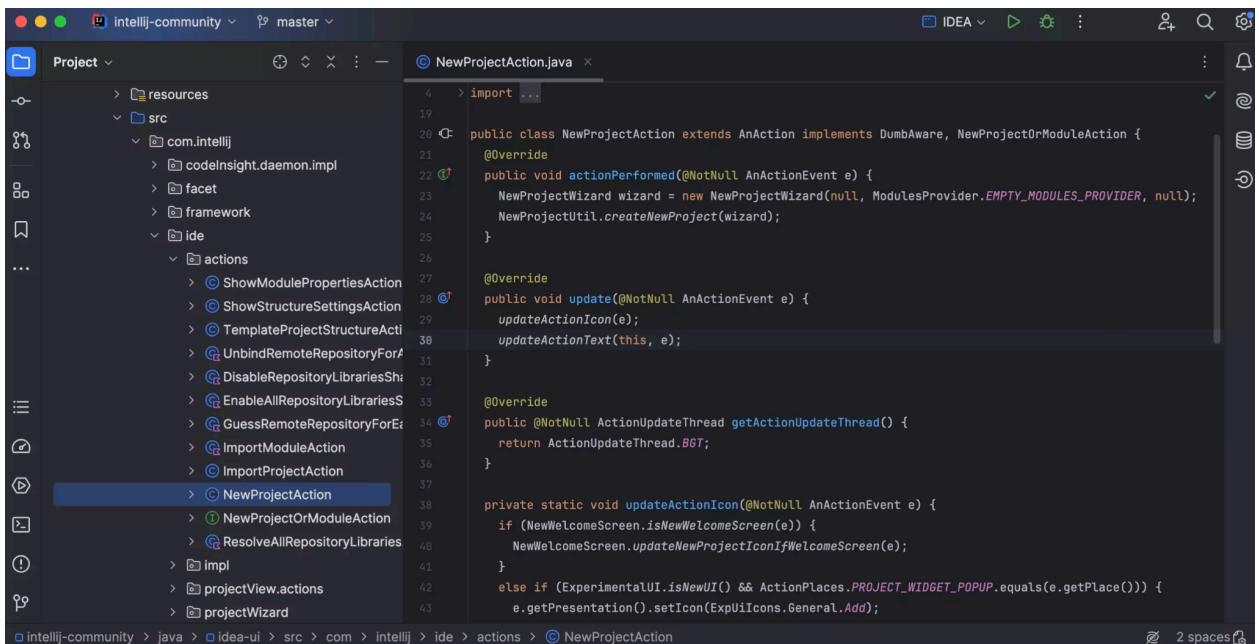 intellij-community
master
IDEA
Project
resources
src
com.intellij
codeInsight.daemon.impl
facet
framework
ide
actions
ShowModulePropertiesAction
ShowStructureSettingsAction
TemplateProjectStructureActi
UnbindRemoteRepositoryForA
DisableRepositoryLibrariesSha
EnableAllRepositoryLibrariesS
GuessRemoteRepositoryForEa
ImportModuleAction
ImportProjectAction
NewProjectAction
NewProjectOrModuleAction
ResolveAllRepositoryLibraries
impl
projectView.actions
projectWizard
NewProjectAction.java
4 import ...
19
20 public class NewProjectAction extends AnAction implements DumbAware, NewProjectOrModuleAction {
21 @Override
22 public void actionPerformed(@NotNull AnActionEvent e) {
23 NewProjectWizard wizard = new NewProjectWizard(null, ModulesProvider.EMPTY_MODULES_PROVIDER, null);
24 NewProjectUtil.createNewProject(wizard);
25 }
26
27 @Override
28 public void update(@NotNull AnActionEvent e) {
29 updateActionIcon(e);
30 updateActionText(this, e);
31 }
32
33 @Override
34 public @NotNull ActionUpdateThread getActionUpdateThread() {
35 return ActionUpdateThread.BGT;
36 }
37
38 private static void updateActionIcon(@NotNull AnActionEvent e) {
39 if (NewWelcomeScreen.isNewWelcomeScreen(e)) {
40 NewWelcomeScreen.updateNewProjectIconIfWelcomeScreen(e);
41 }
42 else if (ExperimentalUI.isNewUI() && ActionPlaces.PROJECT_WIDGET_POPUP.equals(e.getPlace())) {
43 e.getPresentation().setIcon(ExpUiIcons.General.Add);
intellij-community > java > idea-ui > src > com > intellij > ide > actions > NewProjectAction
2 spaces